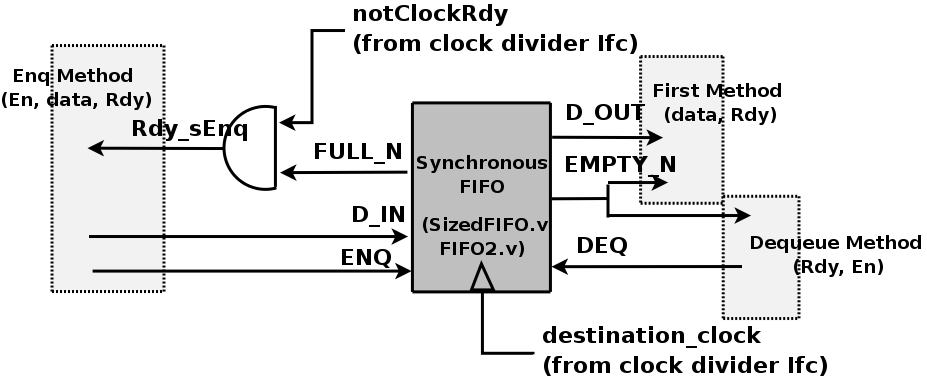 notClockRdy
(from clock divider Ifc)
Enq Method
(En, data, Rdy)
Rdy_sEnq
FULL_N
D_IN
ENQ
Synchronous
FIFO
(SizedFIFO.v
FIFO2.v)
D_OUT
EMPTY_N
DEQ
First Method
(data, Rdy)
Dequeue Method
(Rdy, En)
destination_clock
(from clock divider Ifc)